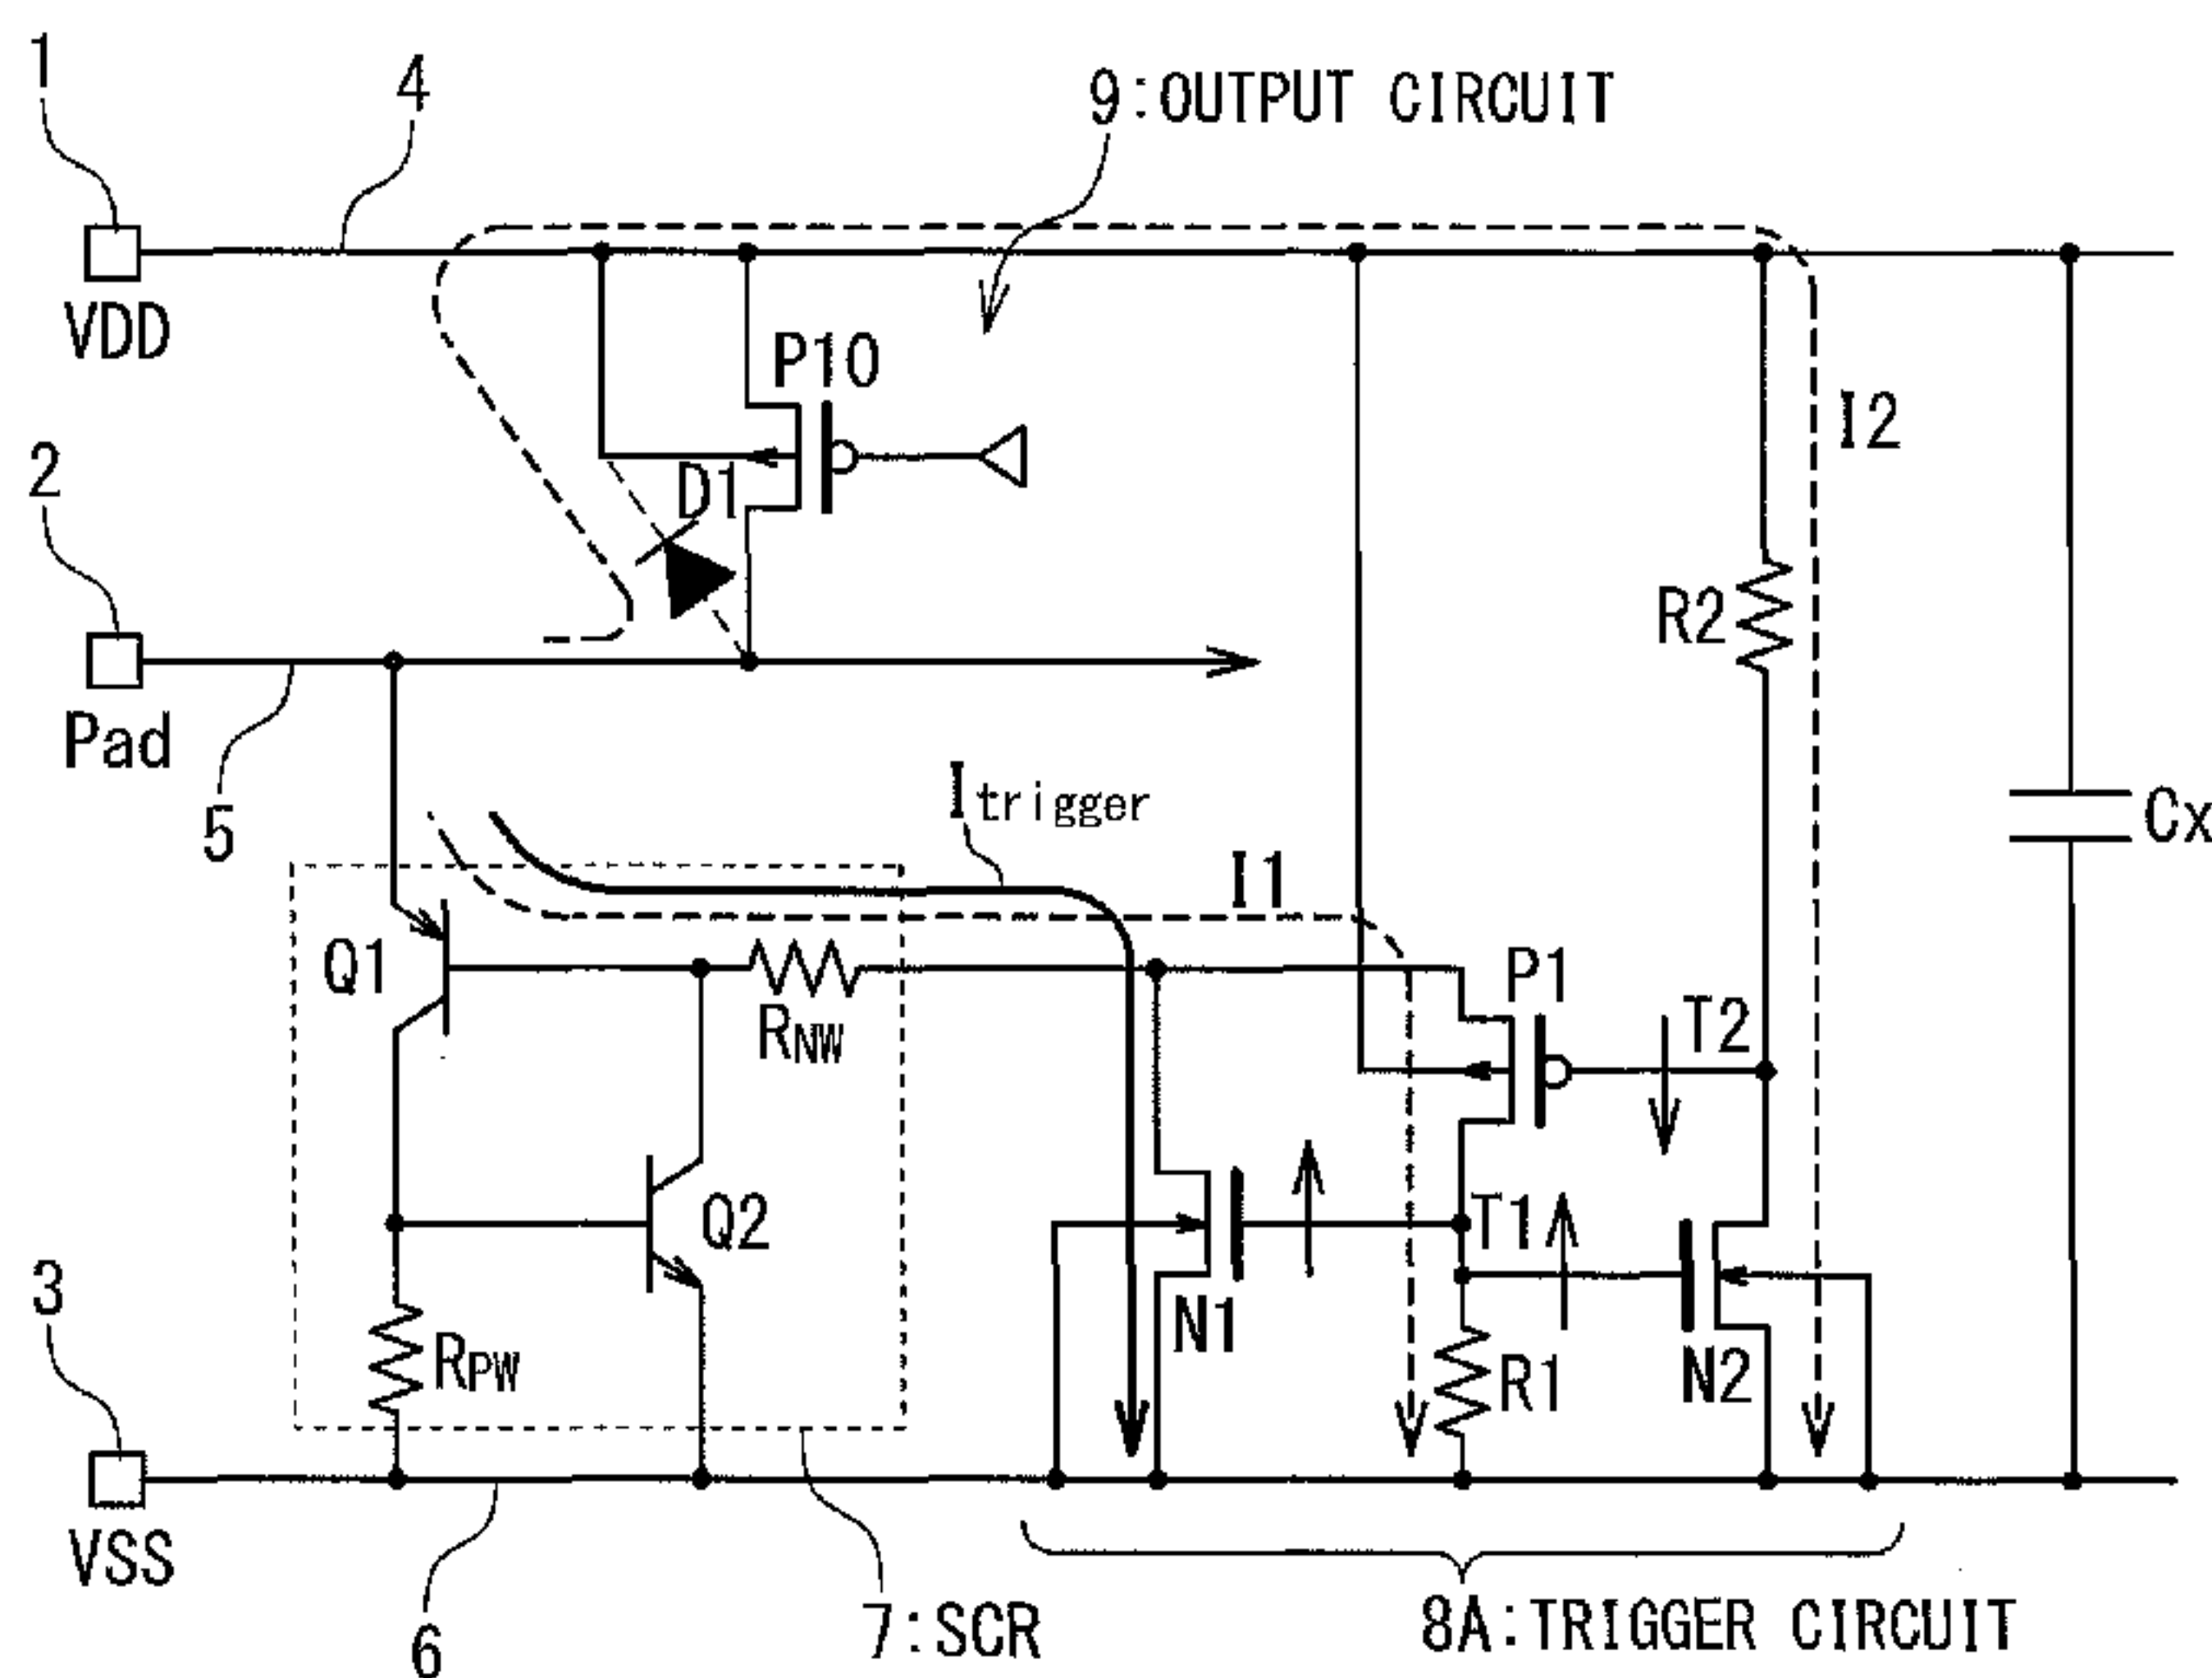 1
4
9:OUTPUT CIRCUIT
VDD
P10
I2
2
D1
R2
Pad
5
Itrigger
Cx
I1
Q1
RNW
P1
T2
Q2
T1
3
RPW
N1
R1
N2
VSS
6
7:SCR
8A:TRIGGER CIRCUIT